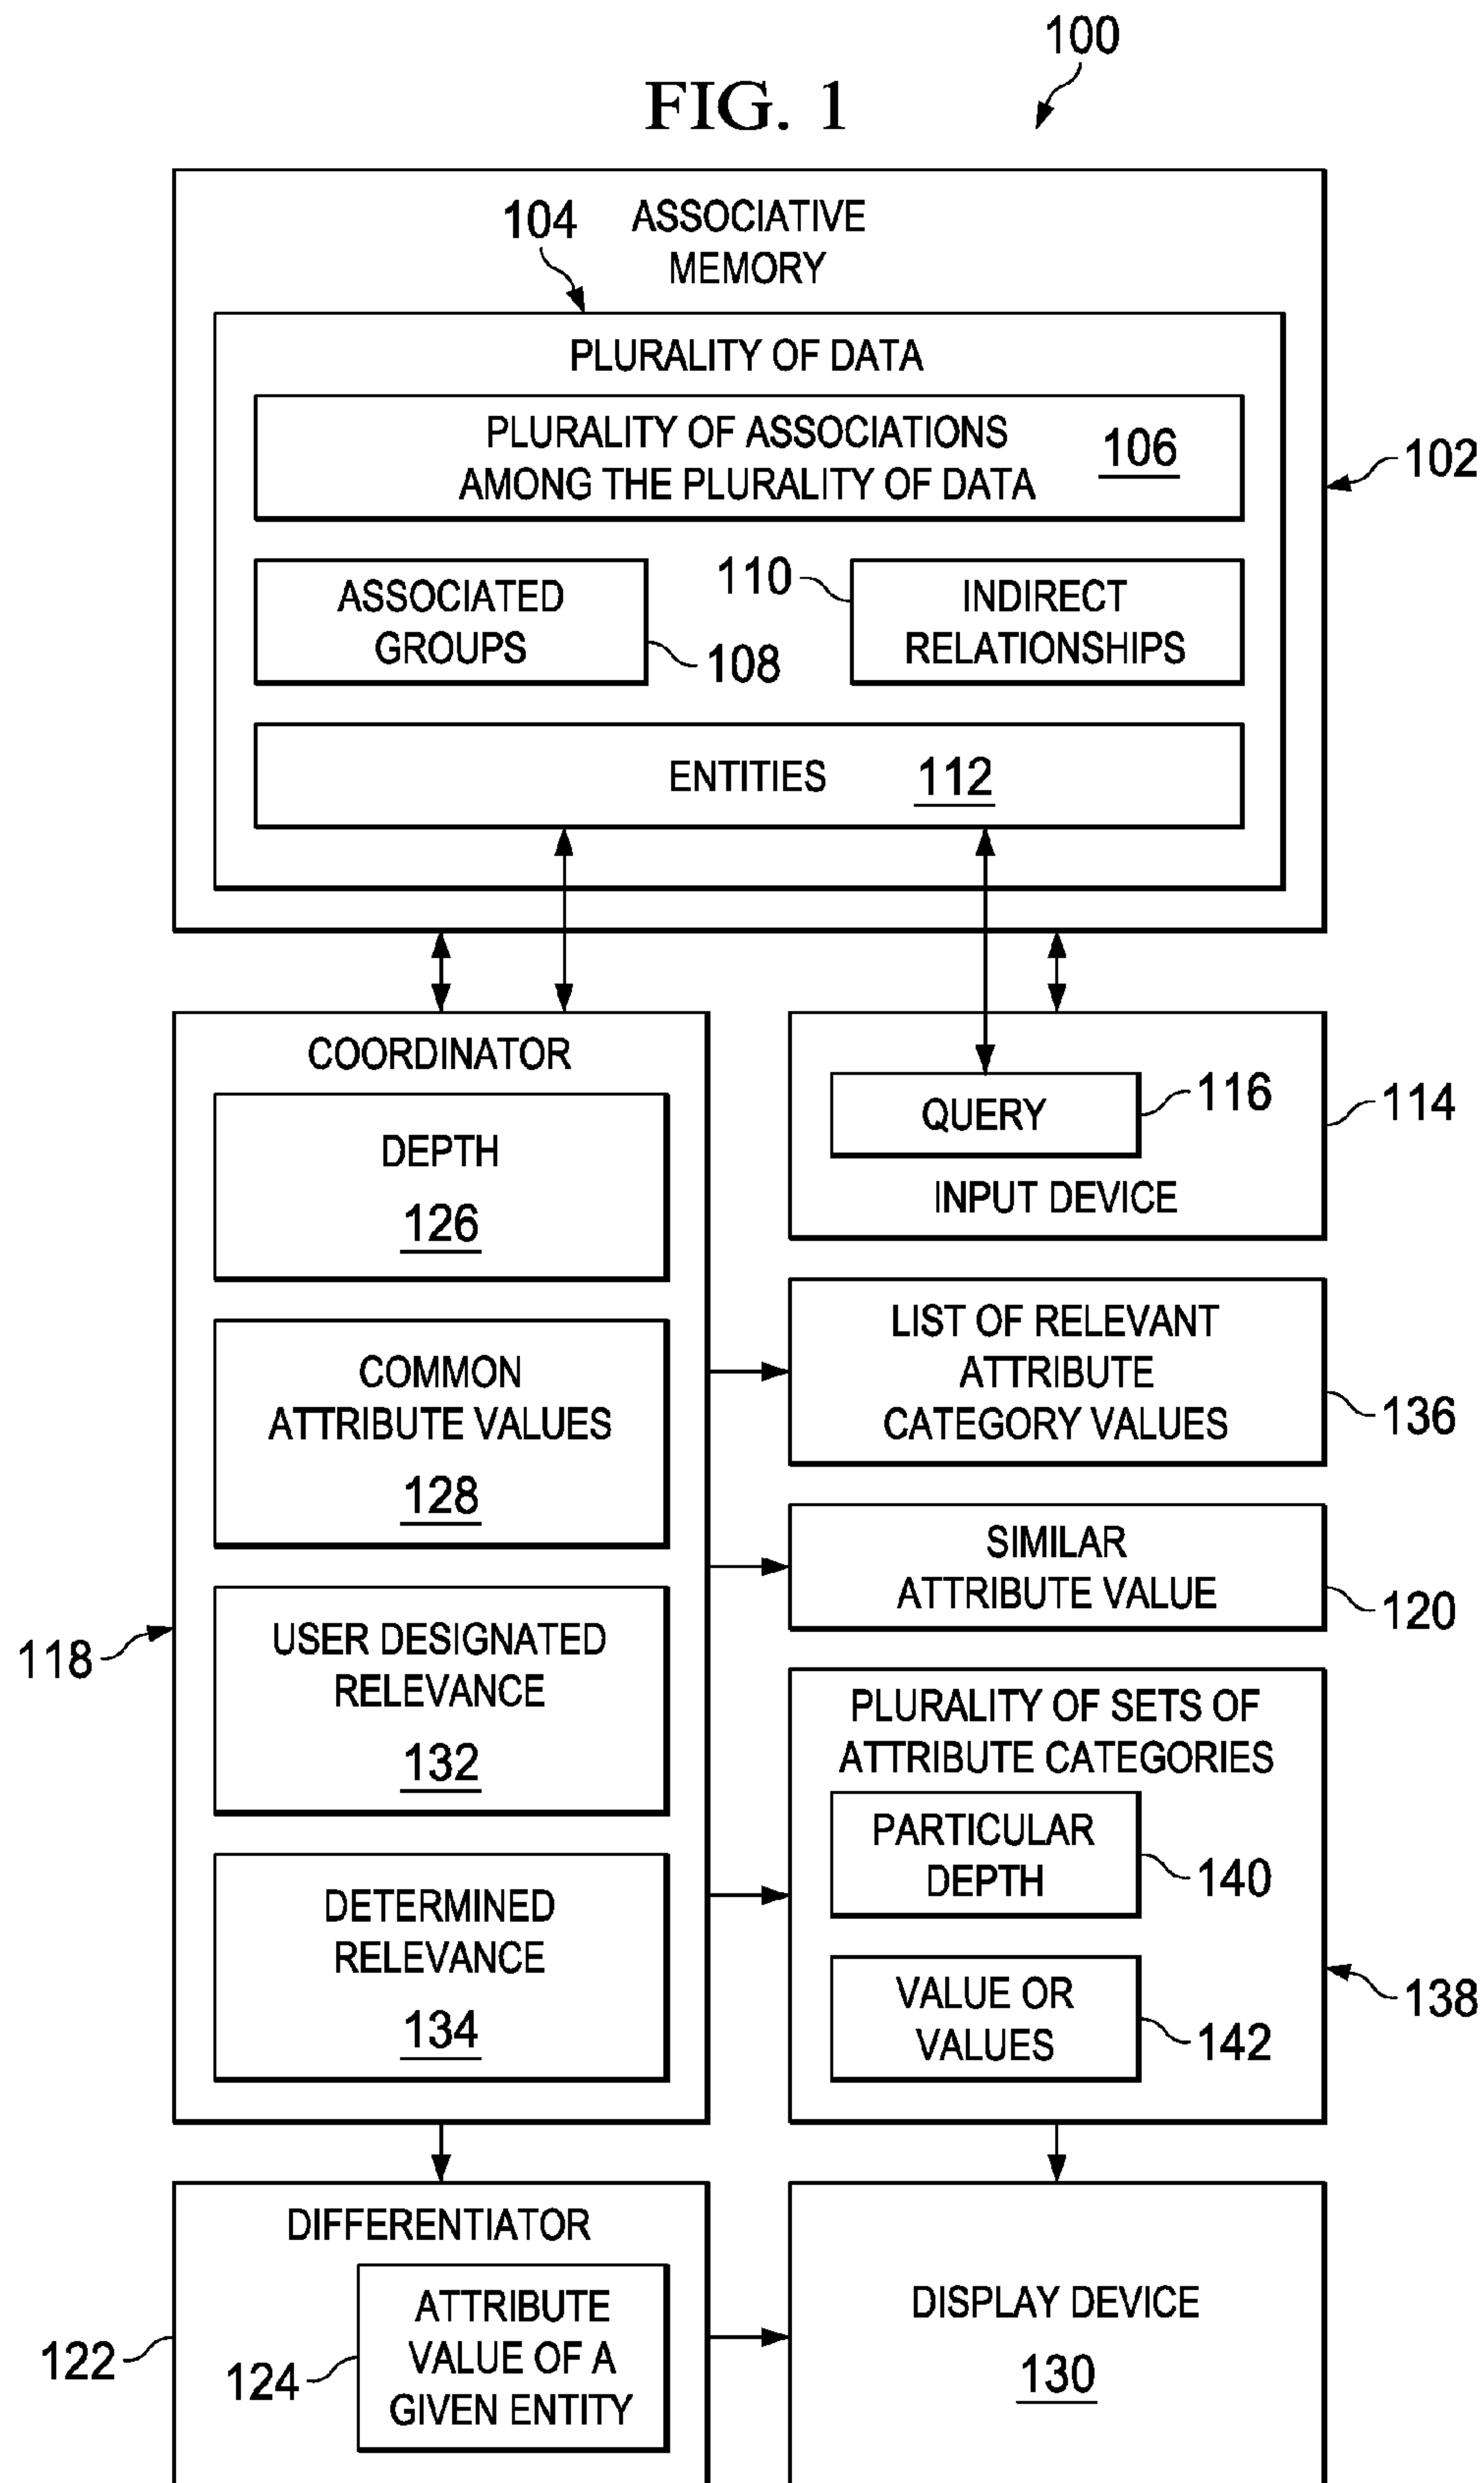 100
FIG. 1
104
ASSOCIATIVE
MEMORY
PLURALITY OF DATA
PLURALITY OF ASSOCIATIONS
AMONG THE PLURALITY OF DATA
106
102
ASSOCIATED
GROUPS
108
110
INDIRECT
RELATIONSHIPS
ENTITIES
112
COORDINATOR
DEPTH
126
COMMON
ATTRIBUTE VALUES
128
USER DESIGNATED
RELEVANCE
132
DETERMINED
RELEVANCE
134
118
QUERY
116
INPUT DEVICE
114
LIST OF RELEVANT
ATTRIBUTE
CATEGORY VALUES
136
SIMILAR
ATTRIBUTE VALUE
120
PLURALITY OF SETS OF
ATTRIBUTE CATEGORIES
PARTICULAR
DEPTH
140
VALUE OR
VALUES
142
138
DIFFERENTIATOR
ATTRIBUTE
VALUE OF A
GIVEN ENTITY
122
124
DISPLAY DEVICE
130